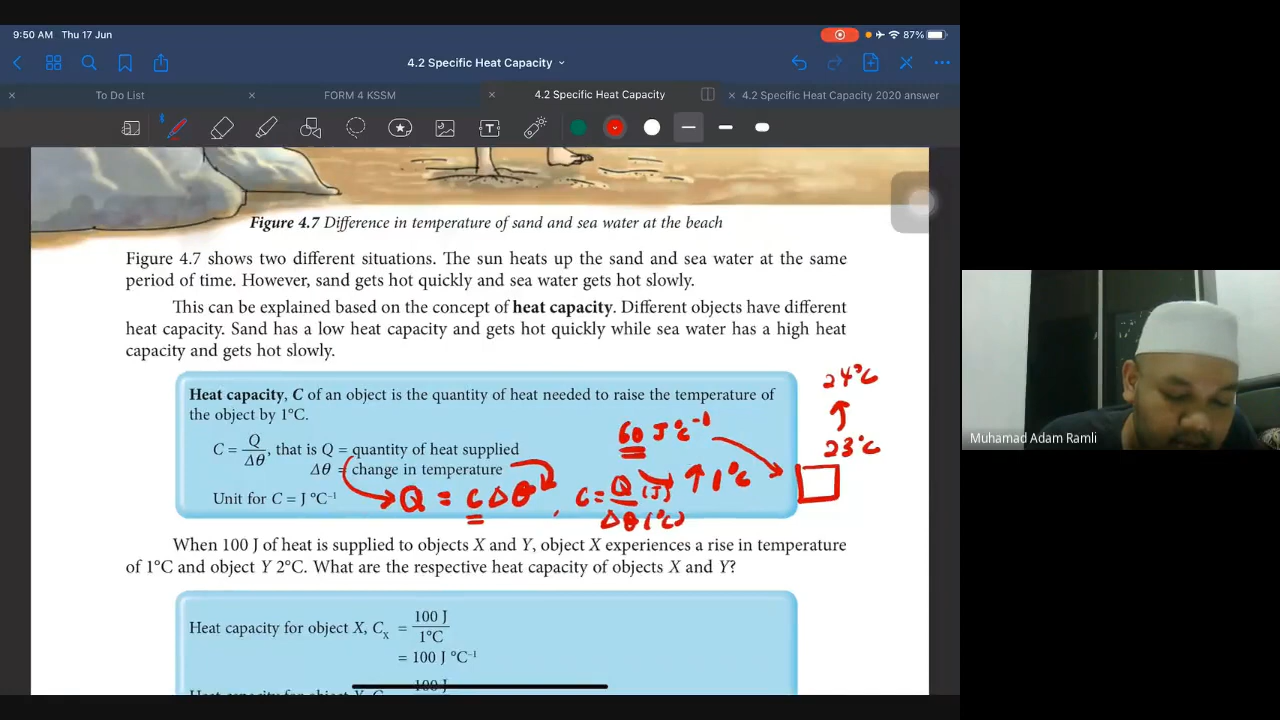 9:50 AM Thu 17 Jun
87%
4.2 Specific Heat Capacity
To Do List
FORM 4 KSSM
4.2 Specific Heat Capacity
4.2 Specific Heat Capacity 2020 answer
Figure 4.7 Difference in temperature of sand and sea water at the beach
Figure 4.7 shows two different situations. The sun heats up the sand and sea water at the same
period of time. However, sand gets hot quickly and sea water gets hot slowly.
This can be explained based on the concept of heat capacity. Different objects have different
heat capacity. Sand has a low heat capacity and gets hot quickly while sea water has a high heat
capacity and gets hot slowly.
24°C
23°C
Heat capacity, C of an object is the quantity of heat needed to raise the temperature of
the object by 1°C.
60 J°C⁻¹
C = Q/Δθ, that is Q = quantity of heat supplied
Δθ = change in temperature
Unit for C = J °C⁻¹
Q = CΔθ, C = Q (J)/Δθ (°C) ↑ 1°C
When 100 J of heat is supplied to objects X and Y, object X experiences a rise in temperature
of 1°C and object Y 2°C. What are the respective heat capacity of objects X and Y?
Heat capacity for object X, Cₓ = 100 J/1°C
= 100 J °C⁻¹
Heat capacity for object 100 J
Muhamad Adam Ramli